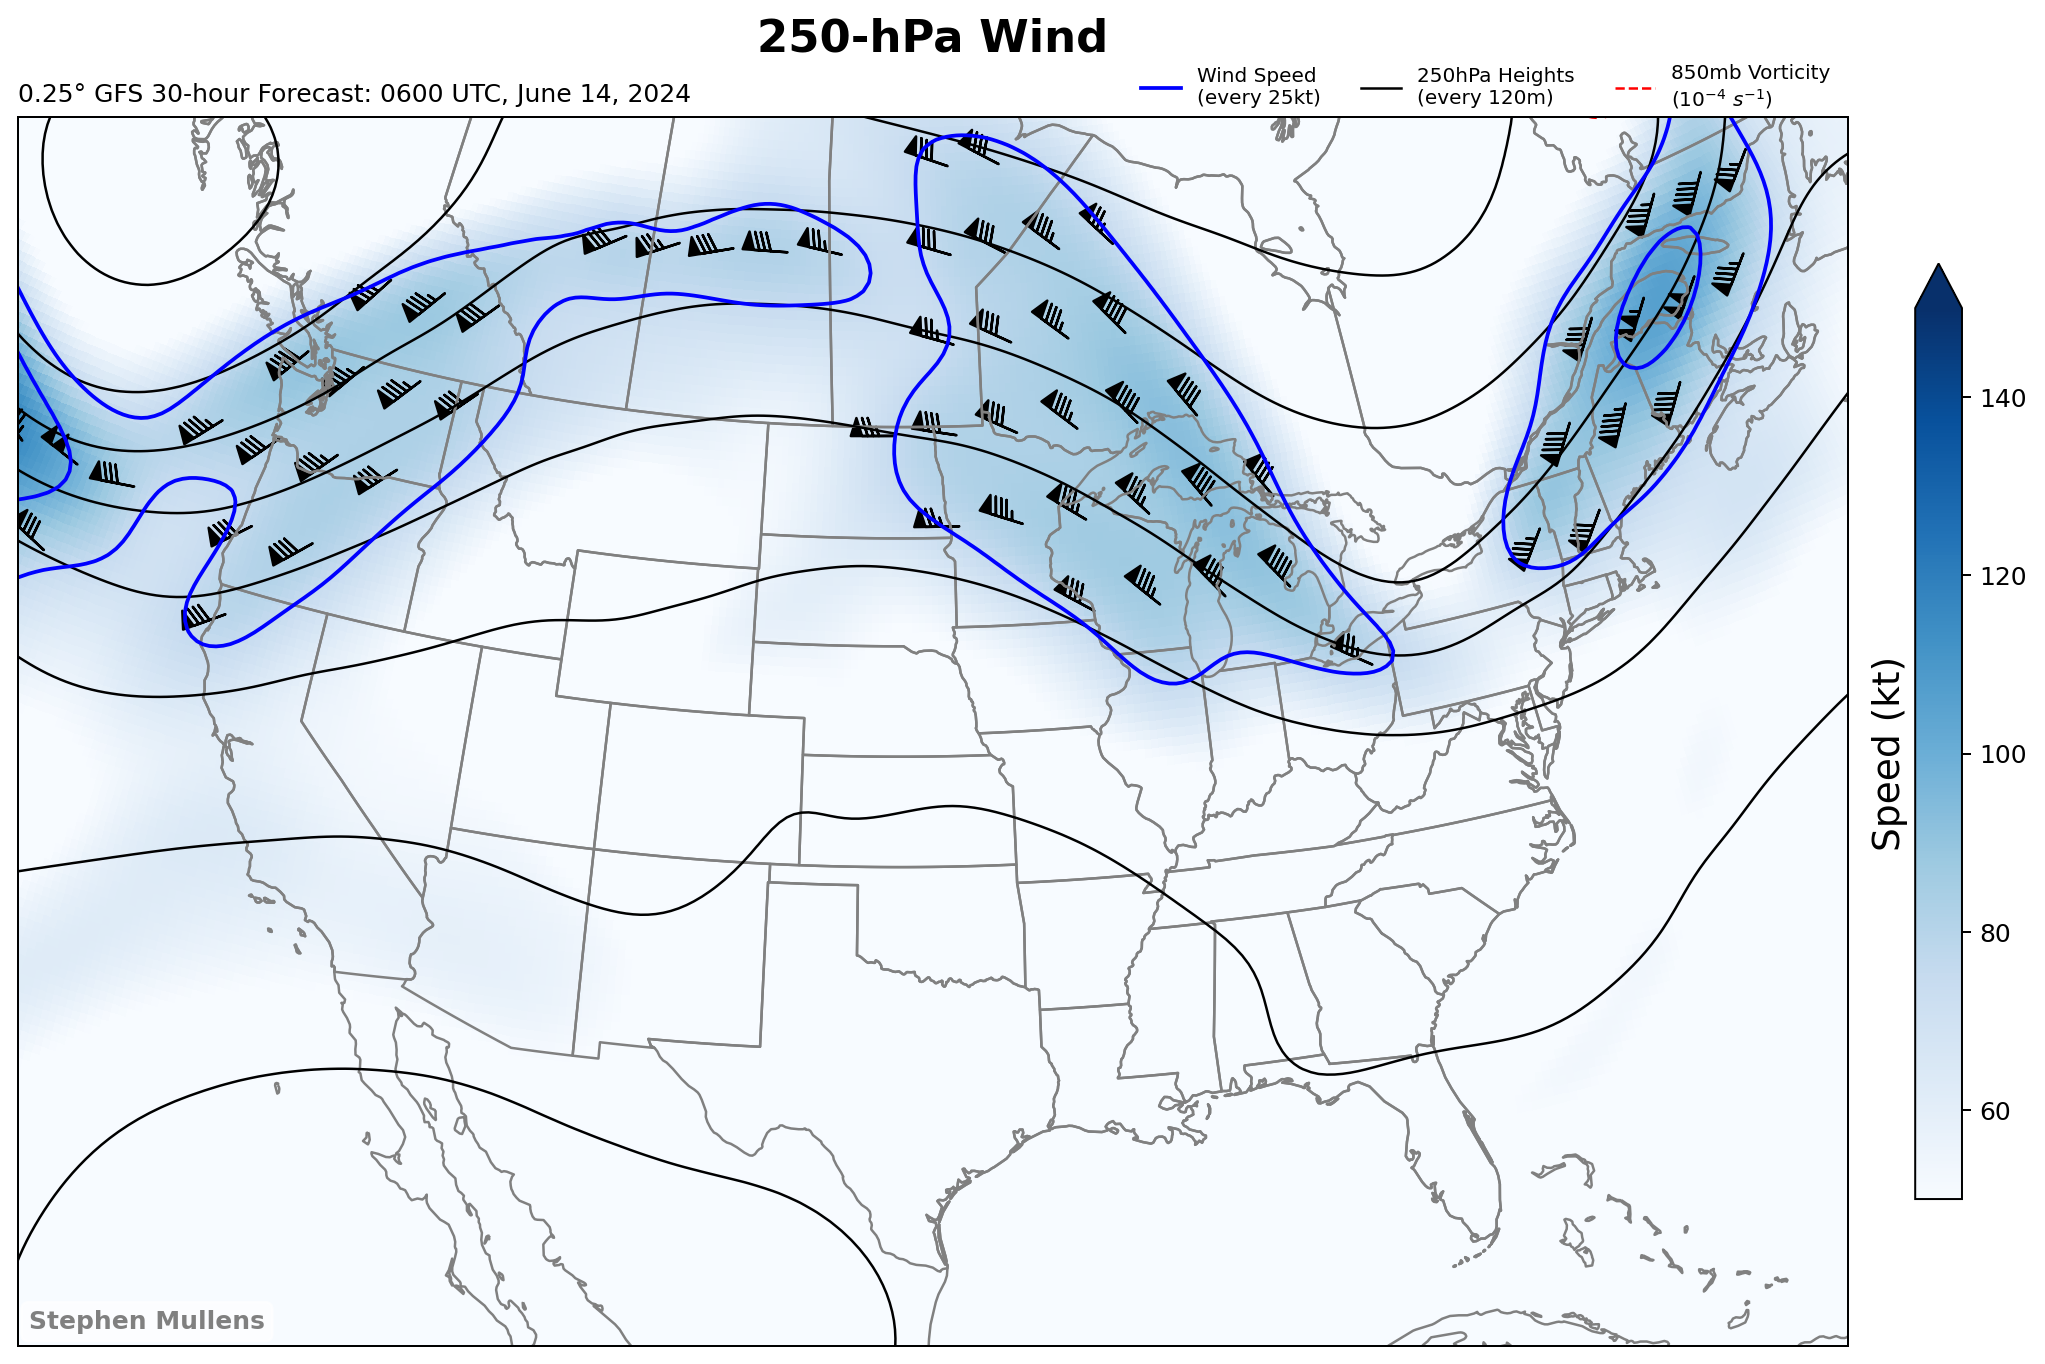 250-hPa Wind
0.25° GFS 30-hour Forecast: 0600 UTC, June 14, 2024
Wind Speed
(every 25kt)
250hPa Heights
(every 120m)
850mb Vorticity
(10⁻⁴ s⁻¹)
140
120
100
80
60
Speed (kt)
Stephen Mullens